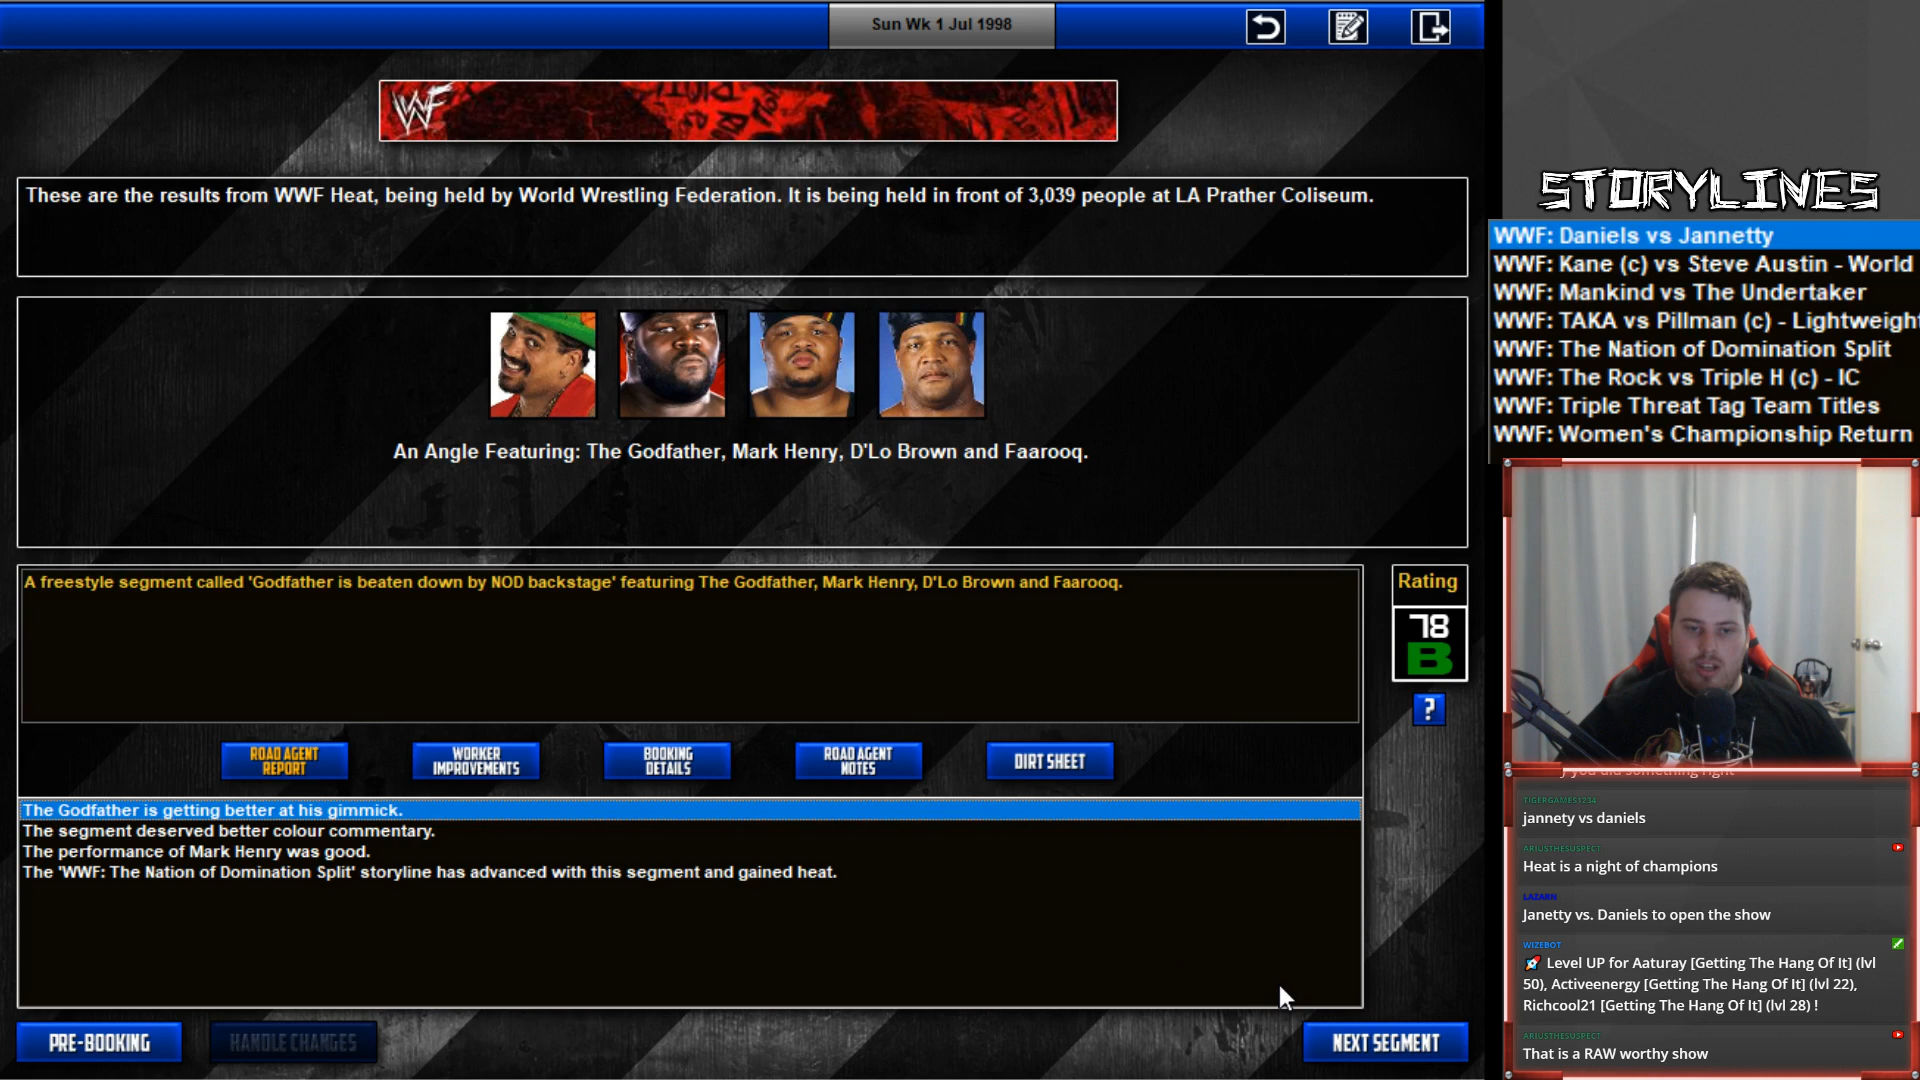 Sun Wk 1 Jul 1998
WWF
These are the results from WWF Heat, being held by World Wrestling Federation. It is being held in front of 3,039 people at LA Prather Coliseum.
An Angle Featuring: The Godfather, Mark Henry, D'Lo Brown and Faarooq.
A freestyle segment called 'Godfather is beaten down by NOD backstage' featuring The Godfather, Mark Henry, D'Lo Brown and Faarooq.
Rating
78
B
?
ROAD AGENT
REPORT
WORKER
IMPROVEMENTS
BOOKING
DETAILS
ROAD AGENT
NOTES
DIRT SHEET
The Godfather is getting better at his gimmick.
The segment deserved better colour commentary.
The performance of Mark Henry was good.
The 'WWF: The Nation of Domination Split' storyline has advanced with this segment and gained heat.
PRE-BOOKING
HANDLE CHANGES
NEXT SEGMENT
STORYLINES
WWF: Daniels vs Jannetty
WWF: Kane (c) vs Steve Austin - World
WWF: Mankind vs The Undertaker
WWF: TAKA vs Pillman (c) - Lightweight
WWF: The Nation of Domination Split
WWF: The Rock vs Triple H (c) - IC
WWF: Triple Threat Tag Team Titles
WWF: Women's Championship Return
you did something right
TIGERGAMES1234
jannety vs daniels
ARIUSTHESUSPECT
Heat is a night of champions
LAZARN
Janetty vs. Daniels to open the show
WIZEBOT
Level UP for Aaturay [Getting The Hang Of It] (lvl
50), Activeenergy [Getting The Hang Of It] (lvl 22),
Richcool21 [Getting The Hang Of It] (lvl 28) !
ARIUSTHESUSPECT
That is a RAW worthy show